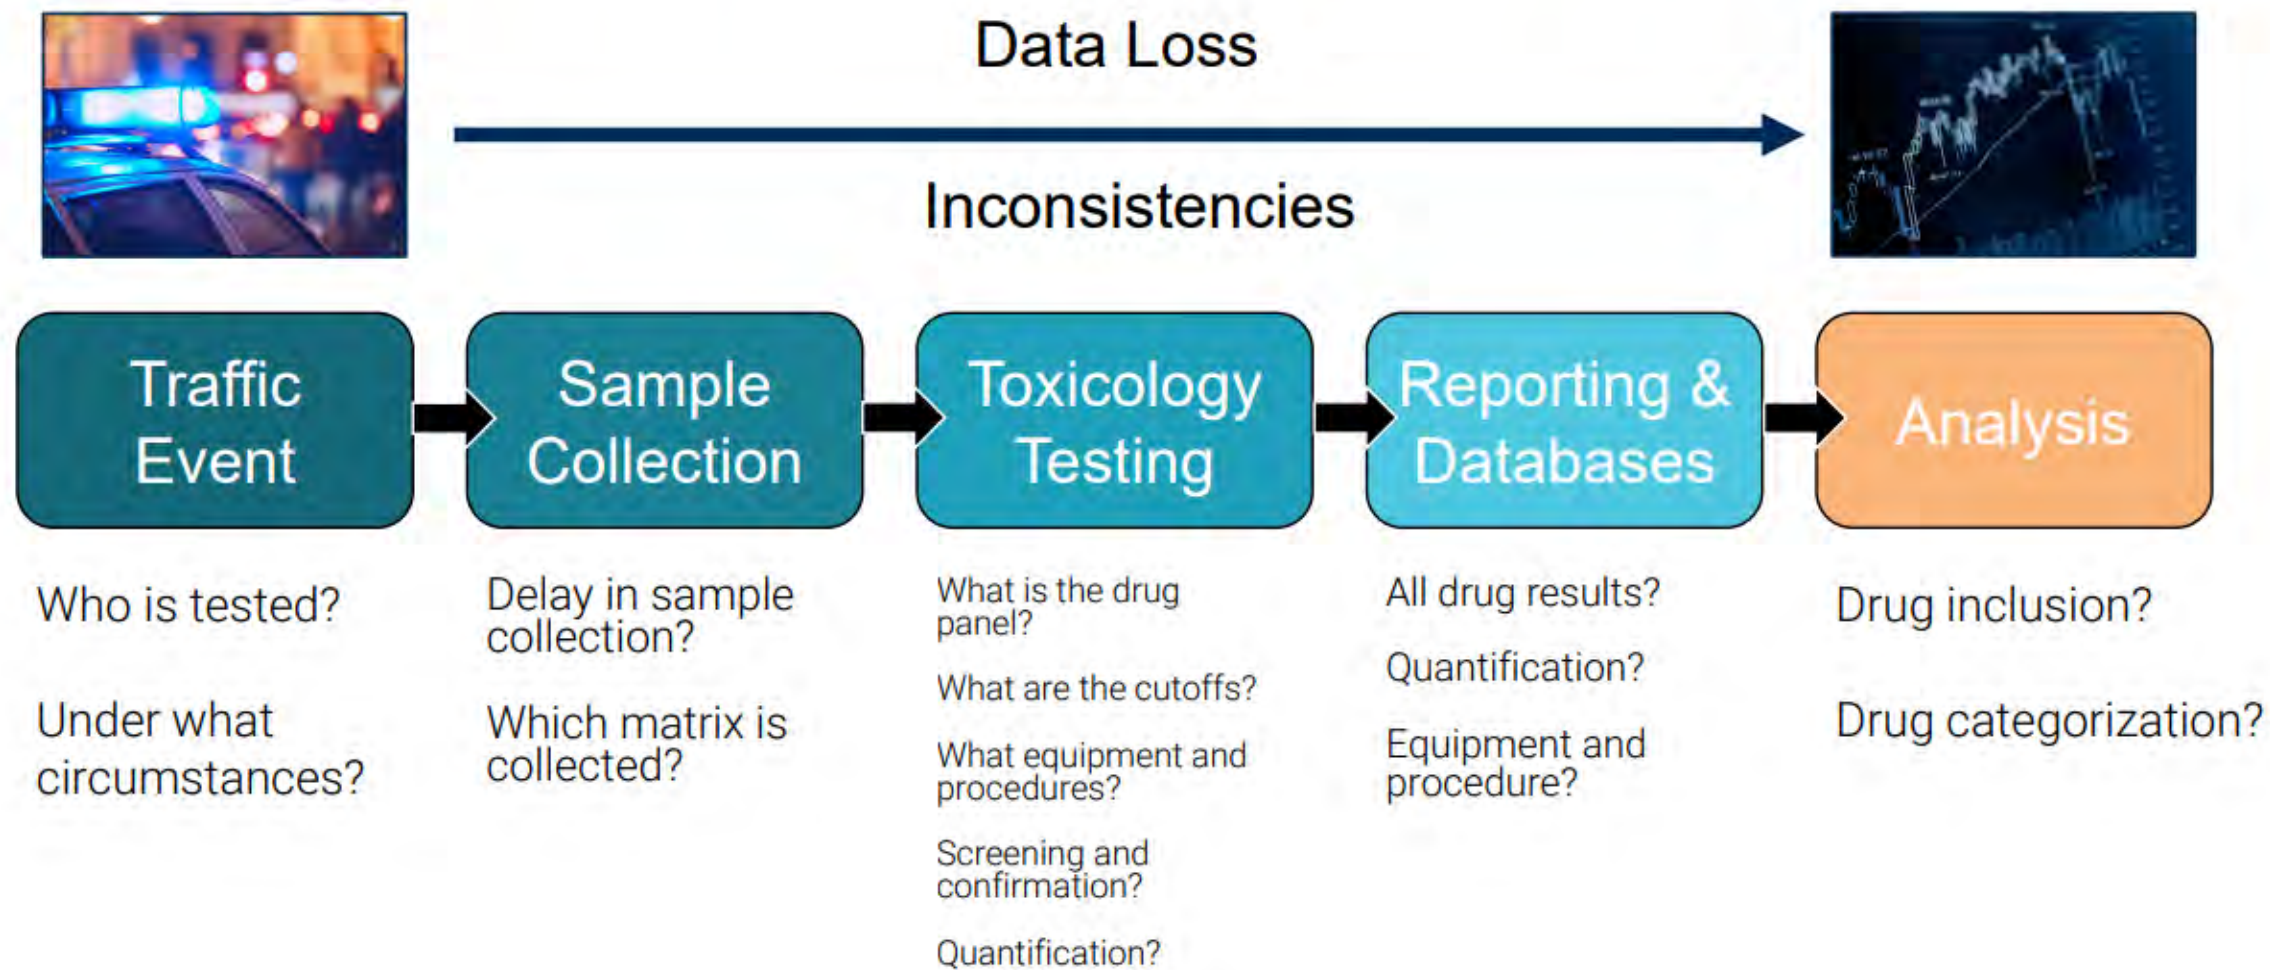 Data Loss
Inconsistencies
Traffic
Event
Sample
Collection
Toxicology
Testing
Reporting &
Databases
Analysis
Who is tested?
Under what
circumstances?
Delay in sample
collection?
Which matrix is
collected?
What is the drug
panel?
What are the cutoffs?
What equipment and
procedures?
Screening and
confirmation?
Quantification?
All drug results?
Quantification?
Equipment and
procedure?
Drug inclusion?
Drug categorization?